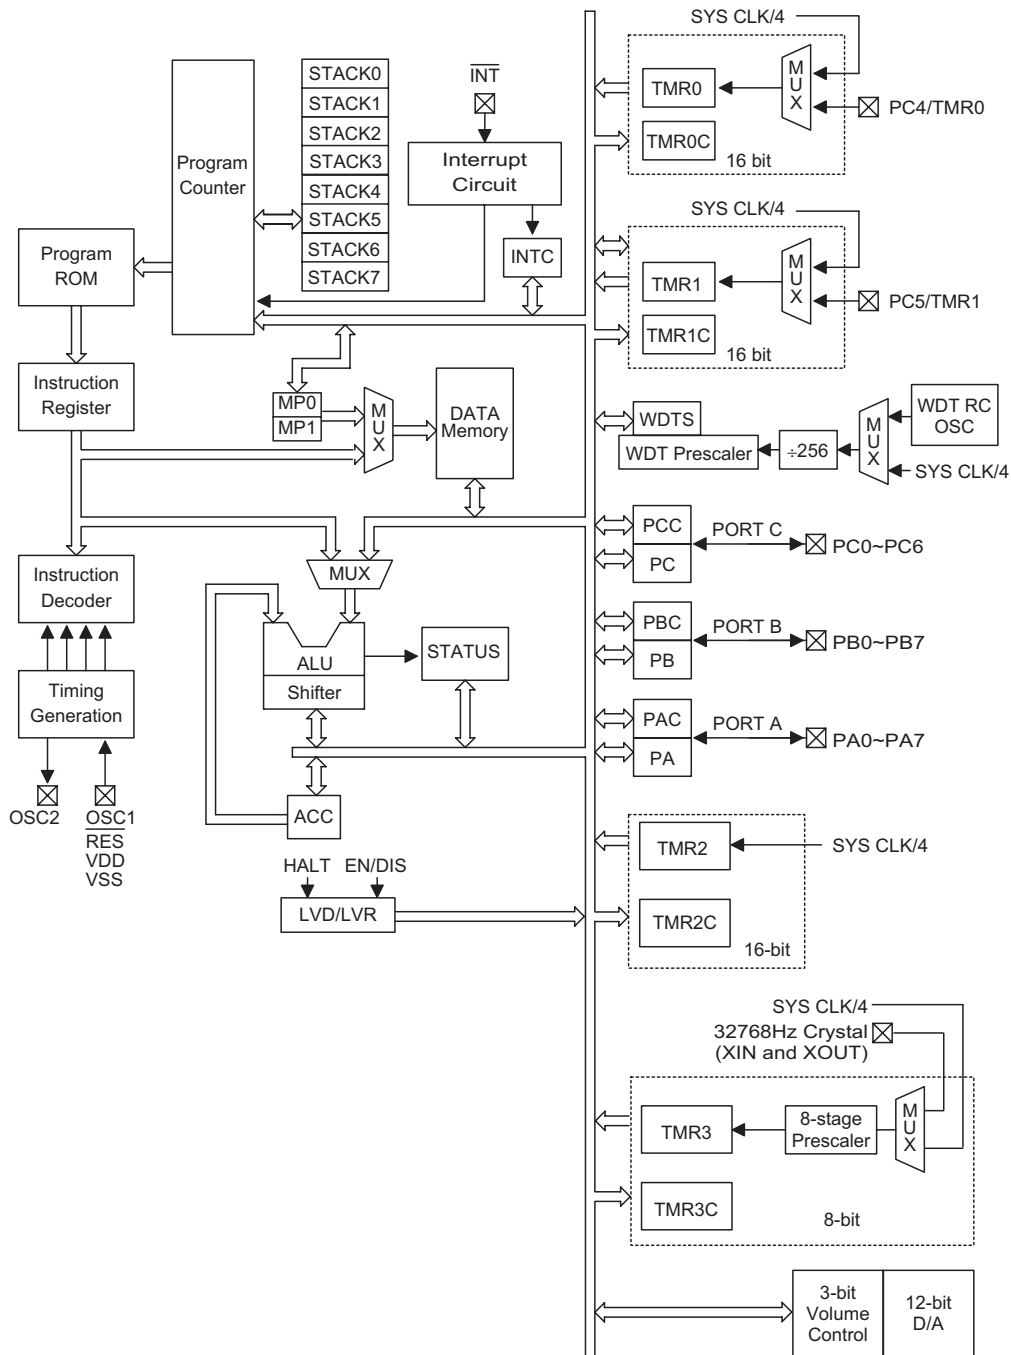 SYS CLK/4
STACK0
STACK1
STACK2
STACK3
STACK4
STACK5
STACK6
STACK7
INT
Program
Counter
Interrupt
Circuit
INTC
TMR0
TMR0C
MUX
PC4/TMR0
16 bit
SYS CLK/4
TMR1
TMR1C
MUX
PC5/TMR1
16 bit
Program
ROM
Instruction
Register
MP0
MP1
MUX
DATA
Memory
WDTS
WDT Prescaler
÷256
MUX
WDT RC
OSC
SYS CLK/4
PCC
PC
PORT C
PC0~PC6
Instruction
Decoder
MUX
ALU
Shifter
STATUS
PBC
PB
PORT B
PB0~PB7
Timing
Generation
PAC
PA
PORT A
PA0~PA7
OSC2
OSC1
RES
VDD
VSS
ACC
HALT
EN/DIS
LVD/LVR
TMR2
SYS CLK/4
TMR2C
16-bit
SYS CLK/4
32768Hz Crystal
(XIN and XOUT)
TMR3
8-stage
Prescaler
MUX
TMR3C
8-bit
3-bit
Volume
Control
12-bit
D/A